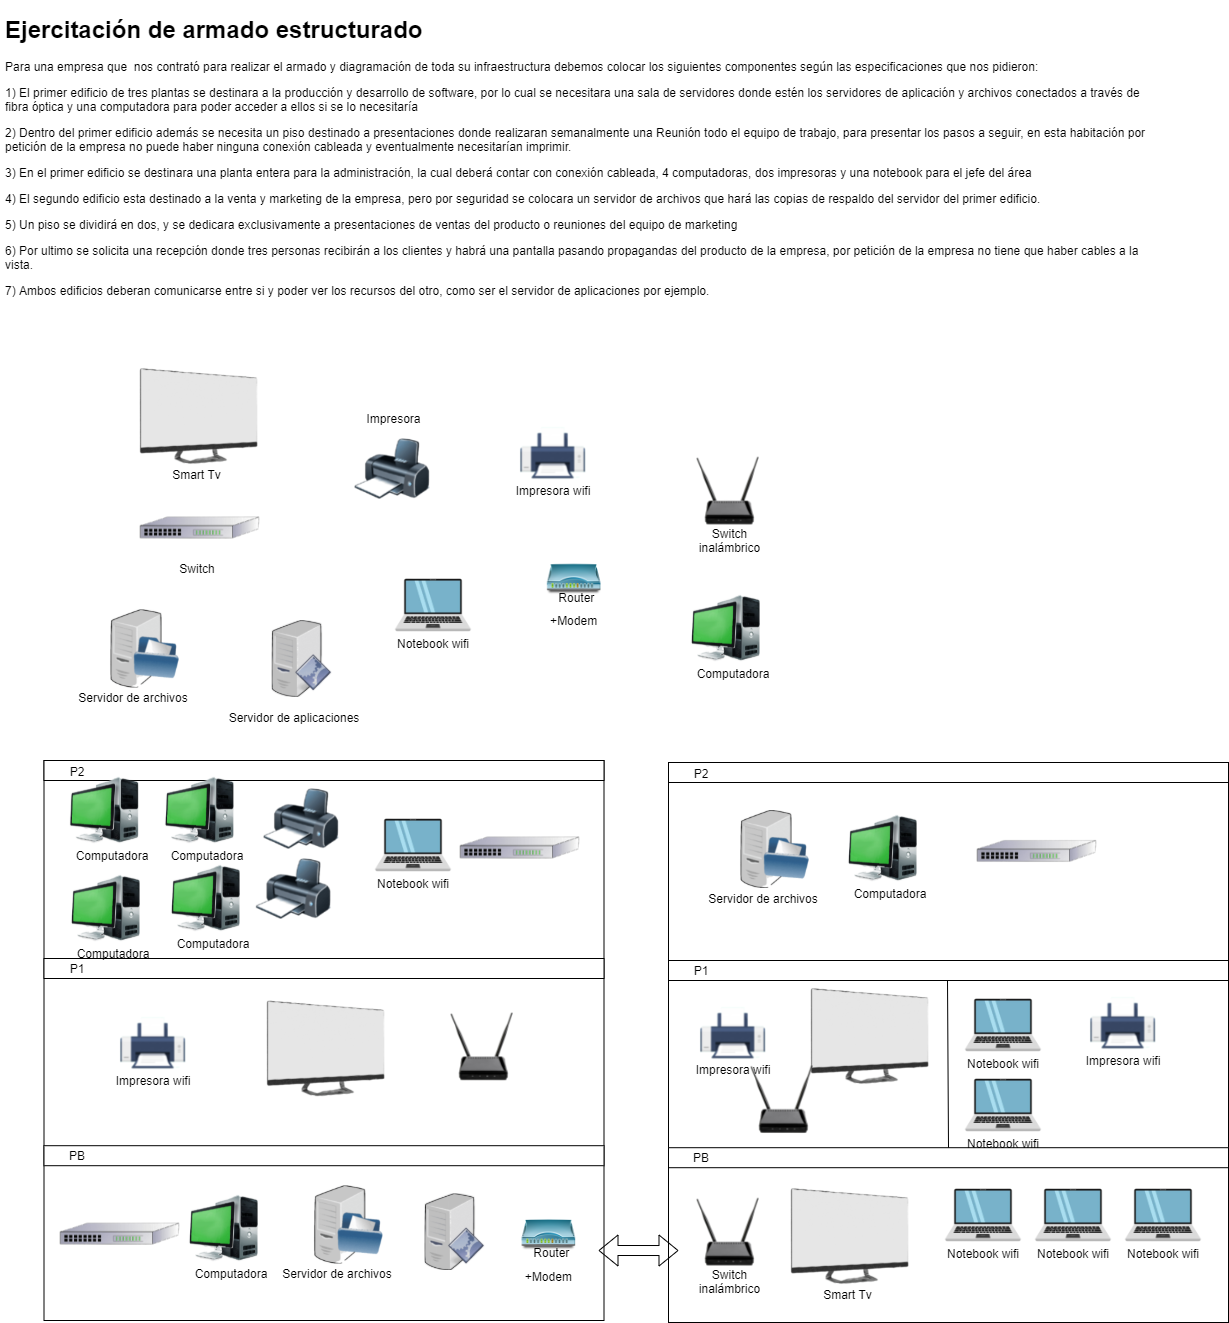 Ejercitación de armado estructurado
Para una empresa que  nos contrató para realizar el armado y diagramación de toda su infraestructura debemos colocar los siguientes componentes según las especificaciones que nos pidieron:
1) El primer edificio de tres plantas se destinara a la producción y desarrollo de software, por lo cual se necesitara una sala de servidores donde estén los servidores de aplicación y archivos conectados a través de
fibra óptica y una computadora para poder acceder a ellos si se lo necesitaría
2) Dentro del primer edificio además se necesita un piso destinado a presentaciones donde realizaran semanalmente una Reunión todo el equipo de trabajo, para presentar los pasos a seguir, en esta habitación por
petición de la empresa no puede haber ninguna conexión cableada y eventualmente necesitarían imprimir.
3) En el primer edificio se destinara una planta entera para la administración, la cual deberá contar con conexión cableada, 4 computadoras, dos impresoras y una notebook para el jefe del área
4) El segundo edificio esta destinado a la venta y marketing de la empresa, pero por seguridad se colocara un servidor de archivos que hará las copias de respaldo del servidor del primer edificio.
5) Un piso se dividirá en dos, y se dedicara exclusivamente a presentaciones de ventas del producto o reuniones del equipo de marketing
6) Por ultimo se solicita una recepción donde tres personas recibirán a los clientes y habrá una pantalla pasando propagandas del producto de la empresa, por petición de la empresa no tiene que haber cables a la
vista.
7) Ambos edificios deberan comunicarse entre si y poder ver los recursos del otro, como ser el servidor de aplicaciones por ejemplo.
Impresora
Smart Tv
Impresora wifi
Switch
inalámbrico
Switch
Router
+Modem
Notebook wifi
Computadora
Servidor de archivos
Servidor de aplicaciones
P2
Computadora
Computadora
Notebook wifi
Computadora
Computadora
P1
Impresora wifi
PB
Computadora
Servidor de archivos
Router
+Modem
P2
Servidor de archivos
Computadora
P1
Impresora wifi
Notebook wifi
Impresora wifi
Notebook wifi
PB
Switch
inalámbrico
Smart Tv
Notebook wifi
Notebook wifi
Notebook wifi